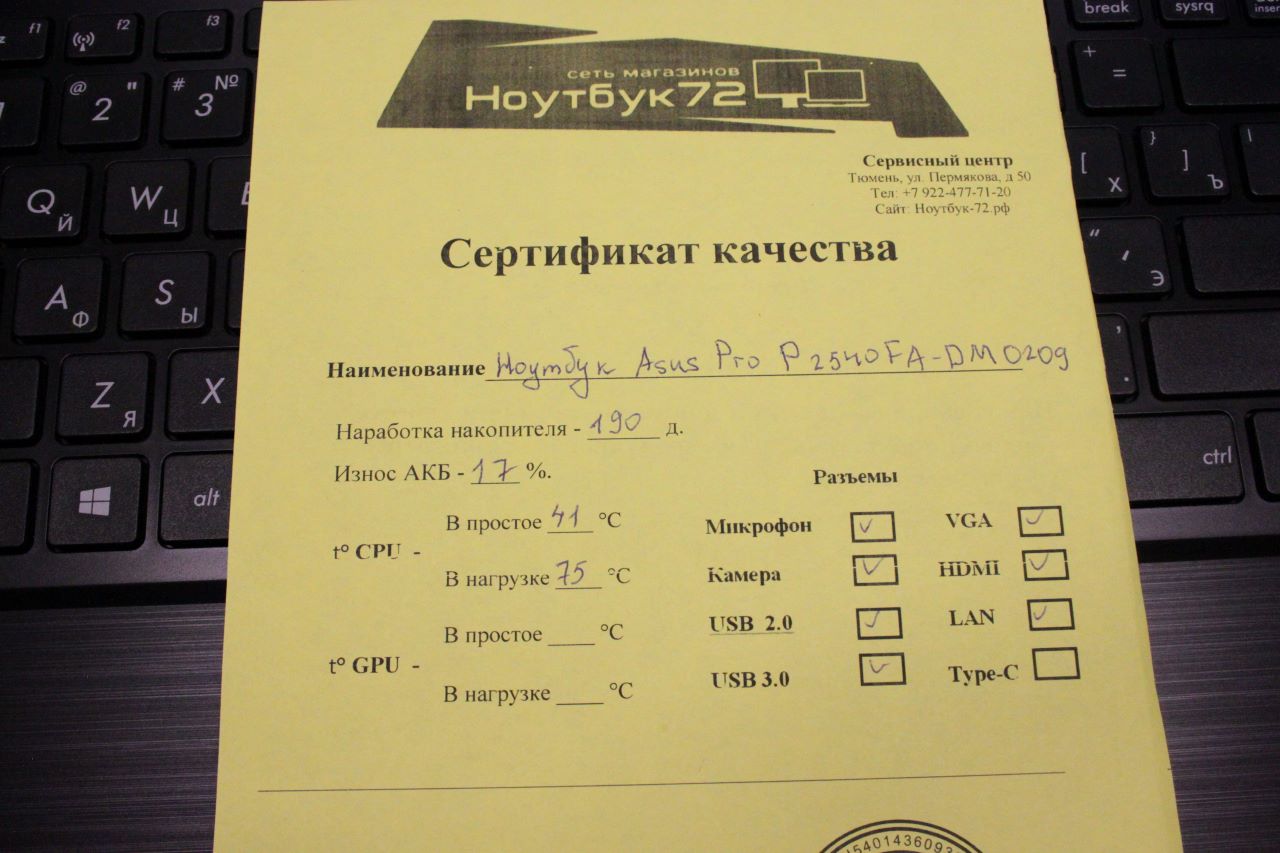 f1 f2 f3
break sysrq
@ 2 " # 3 №
+ =
Q Й W Ц
[ Х } ] Ъ
A Ф S Ы
" ' Э
Z Я X
alt
ctrl
сеть магазинов
Ноутбук72
Сервисный центр
Тюмень, ул. Пермякова, д 50
Тел: +7 922-477-71-20
Сайт: Ноутбук-72.рф
Сертификат качества
Наименование Ноутбук Asus Pro P2540FA-DM0209
Наработка накопителя - 190 д.
Износ АКБ - 17 %.
Разъемы
В простое 41 °C
t° CPU -
В нагрузке 75 °C
В простое ____ °C
t° GPU -
В нагрузке ____ °C
Микрофон ✓ VGA ✓
Камера ✓ HDMI ✓
USB 2.0 ✓ LAN ✓
USB 3.0 ✓ Type-C